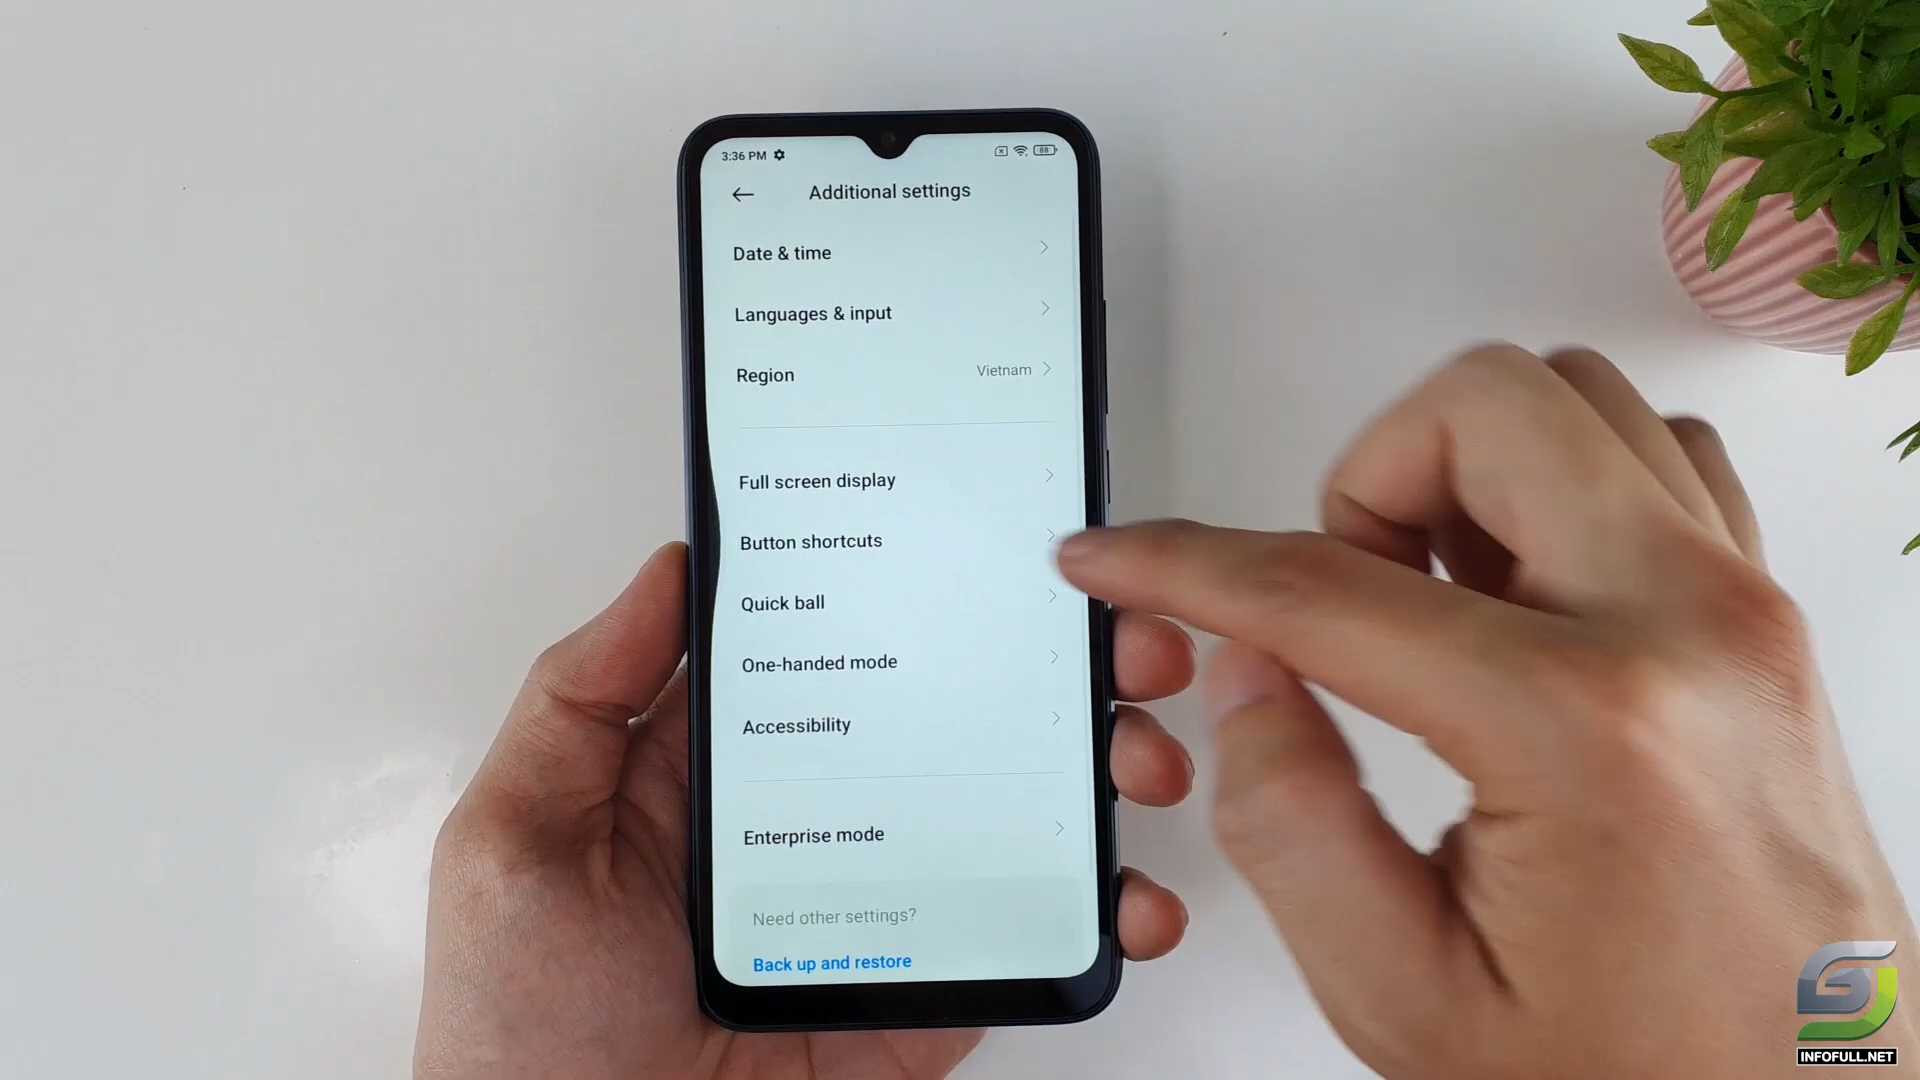 3:36 PM
88
Additional settings
Date & time
Languages & input
Region
Vietnam
Full screen display
Button shortcuts
Quick ball
One-handed mode
Accessibility
Enterprise mode
Need other settings?
Back up and restore
INFOFULL.NET